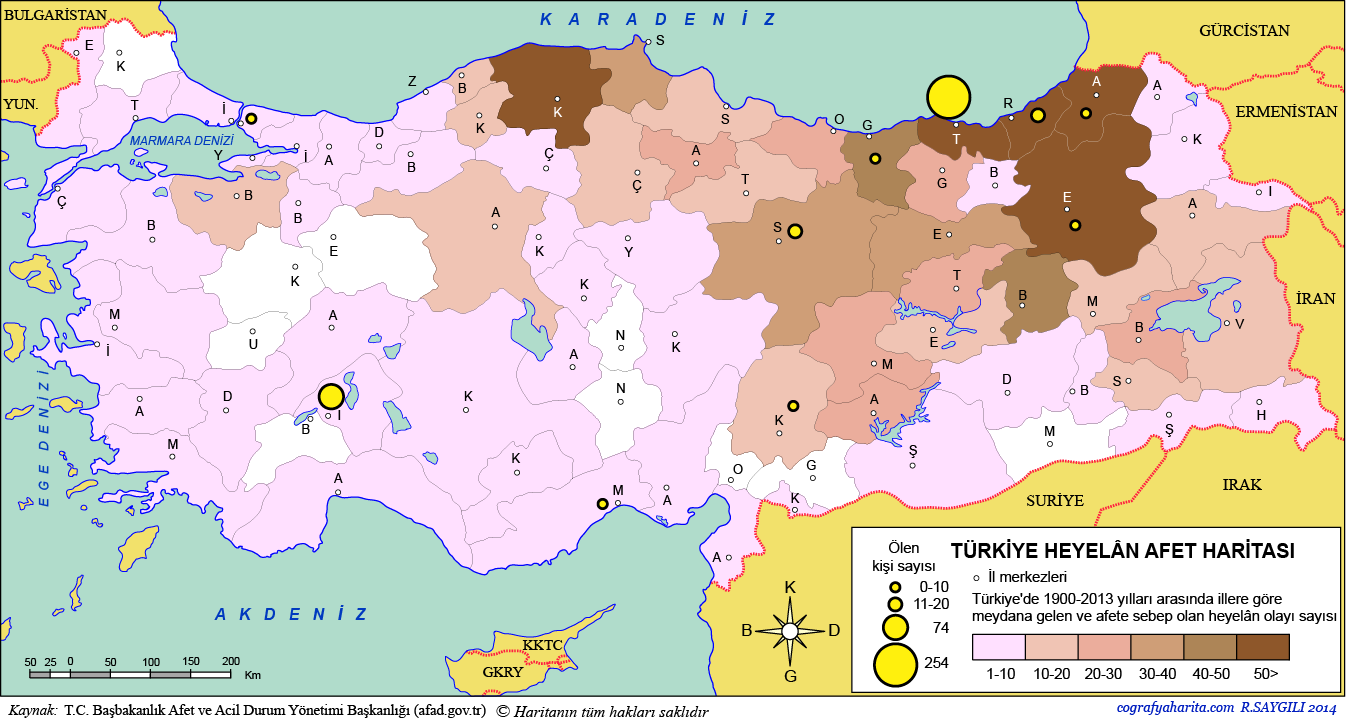 BULGARİSTAN
K A R A D E N İ Z
GÜRCİSTAN
YUN.
ERMENİSTAN
MARMARA DENİZİ
E
K
T
İ
Y
Z
B
K
K
S
S
O
G
T
R
A
A
K
I
D
B
İ
A
Ç
Ç
A
T
G
B
E
A
Ç
B
B
B
E
K
A
K
Y
S
E
T
B
M
B
V
İRAN
M
İ
U
A
K
N
N
A
K
M
E
A
D
B
S
Ş
H
EGE DENİZİ
A
D
M
B
I
K
K
A
M
A
O
G
K
K
Ş
M
A
SURİYE
IRAK
A K D E N İ Z
KKTC
GKRY
K
B
D
G
Ölen
kişi sayısı
0-10
11-20
74
254
TÜRKİYE HEYELÂN AFET HARİTASI
İl merkezleri
Türkiye'de 1900-2013 yılları arasında illere göre
meydana gelen ve afete sebep olan heyelân olayı sayısı
1-10 10-20 20-30 30-40 40-50 50>
50 25 0 50 100 150 200
Km
Kaynak: T.C. Başbakanlık Afet ve Acil Durum Yönetimi Başkanlığı (afad.gov.tr) © Haritanın tüm hakları saklıdır
cografyaharita.com R.SAYGILI 2014